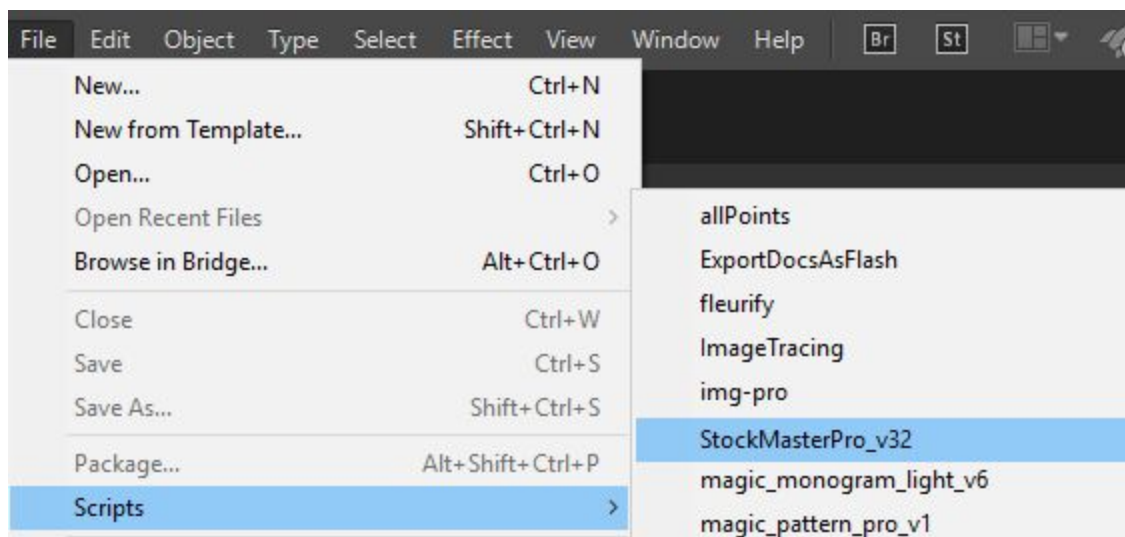 File Edit Object Type Select Effect View Window Help Br St
New... Ctrl+N
New from Template... Shift+Ctrl+N
Open... Ctrl+O
Open Recent Files >
Browse in Bridge... Alt+Ctrl+O
Close Ctrl+W
Save Ctrl+S
Save As... Shift+Ctrl+S
Package... Alt+Shift+Ctrl+P
Scripts >
allPoints
ExportDocsAsFlash
fleurify
ImageTracing
img-pro
StockMasterPro_v32
magic_monogram_light_v6
magic_pattern_pro_v1